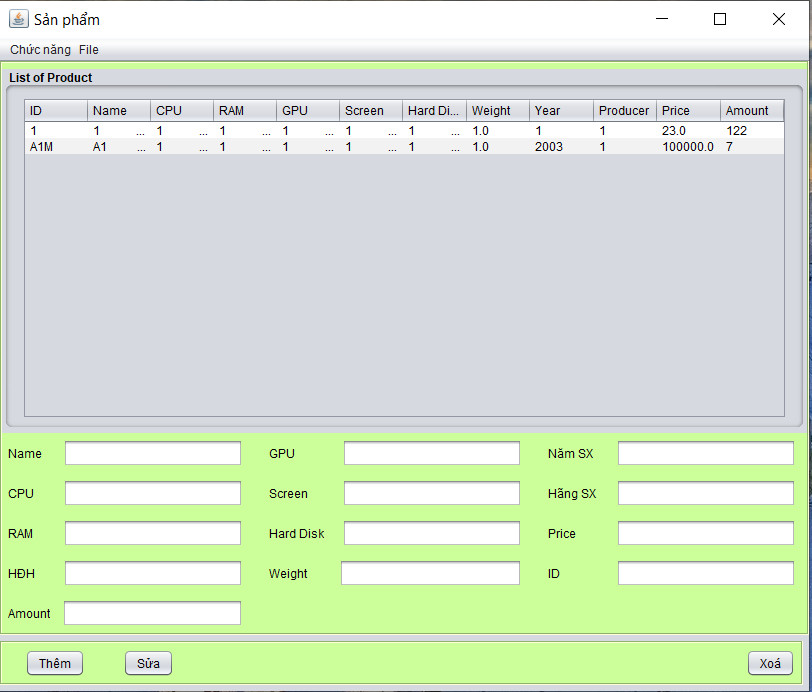 Sản phẩm
Chức năng File
List of Product
ID Name CPU RAM GPU Screen Hard Di... Weight Year Producer Price Amount
1 1 ... 1 ... 1 ... 1 ... 1 ... 1 ... 1.0 1 1 23.0 122
A1M A1 ... 1 ... 1 ... 1 ... 1 ... 1 ... 1.0 2003 1 100000.0 7
Name GPU Năm SX
CPU Screen Hãng SX
RAM Hard Disk Price
HĐH Weight ID
Amount
Thêm Sửa Xoá